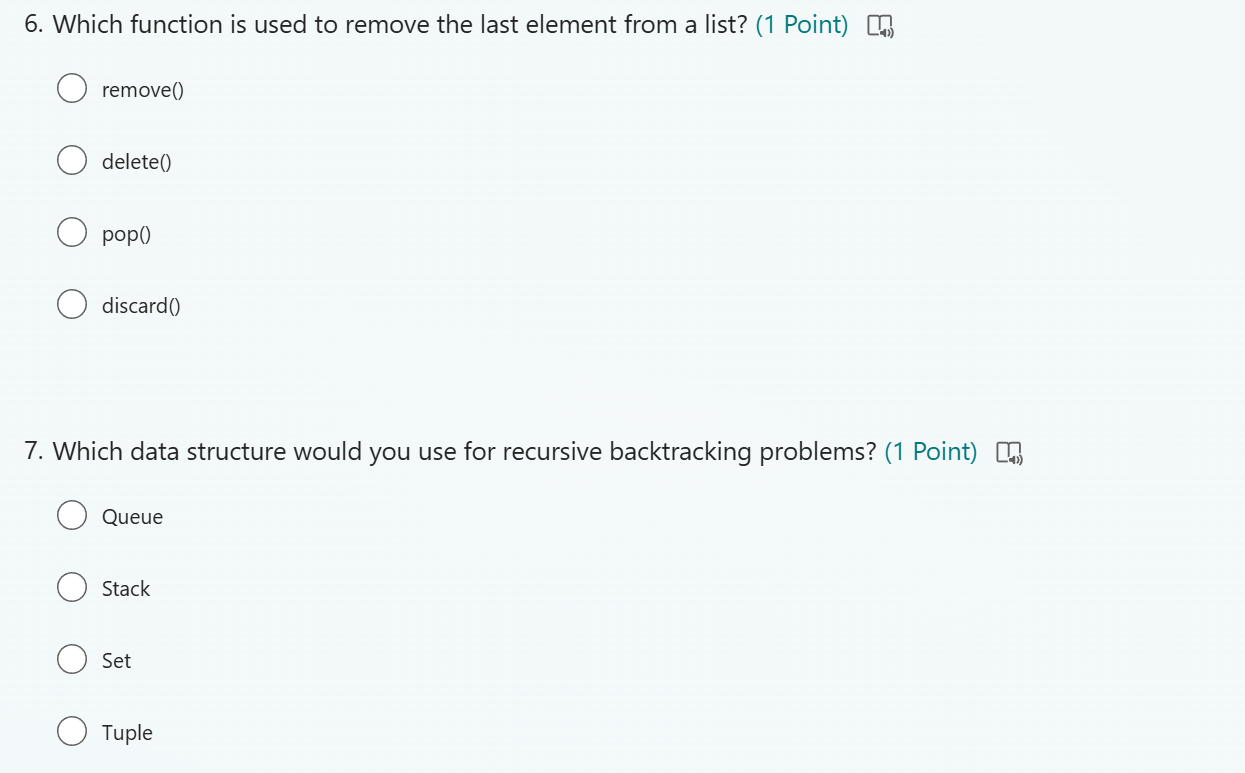 6. Which function is used to remove the last element from a list? (1 Point)
remove()
delete()
pop()
discard()
7. Which data structure would you use for recursive backtracking problems? (1 Point)
Queue
Stack
Set
Tuple